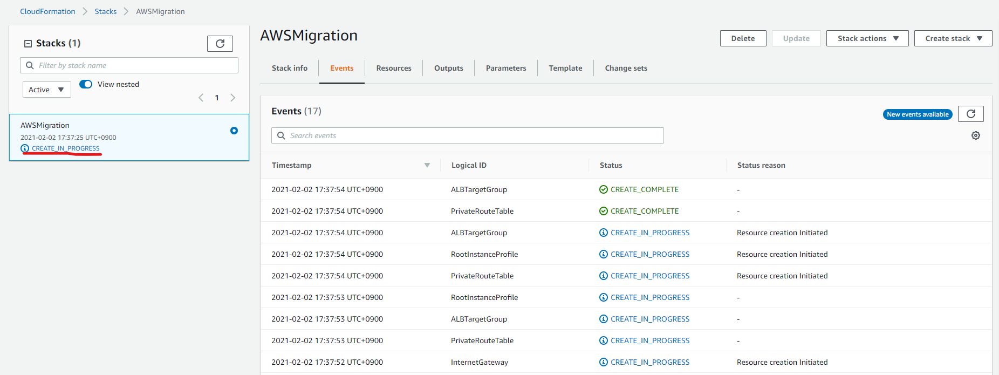 CloudFormation > Stacks > AWSMigration
Stacks (1)
Filter by stack name
Active
View nested
1
AWSMigration
2021-02-02 17:37:25 UTC+0900
CREATE_IN_PROGRESS
AWSMigration
Delete
Update
Stack actions
Create stack
Stack info
Events
Resources
Outputs
Parameters
Template
Change sets
Events (17)
New events available
Search events
Timestamp Logical ID Status Status reason
2021-02-02 17:37:54 UTC+0900 ALBTargetGroup CREATE_COMPLETE -
2021-02-02 17:37:54 UTC+0900 PrivateRouteTable CREATE_COMPLETE -
2021-02-02 17:37:54 UTC+0900 ALBTargetGroup CREATE_IN_PROGRESS Resource creation Initiated
2021-02-02 17:37:54 UTC+0900 RootInstanceProfile CREATE_IN_PROGRESS Resource creation Initiated
2021-02-02 17:37:54 UTC+0900 PrivateRouteTable CREATE_IN_PROGRESS Resource creation Initiated
2021-02-02 17:37:53 UTC+0900 RootInstanceProfile CREATE_IN_PROGRESS -
2021-02-02 17:37:53 UTC+0900 ALBTargetGroup CREATE_IN_PROGRESS -
2021-02-02 17:37:53 UTC+0900 PrivateRouteTable CREATE_IN_PROGRESS -
2021-02-02 17:37:52 UTC+0900 InternetGateway CREATE_IN_PROGRESS Resource creation Initiated